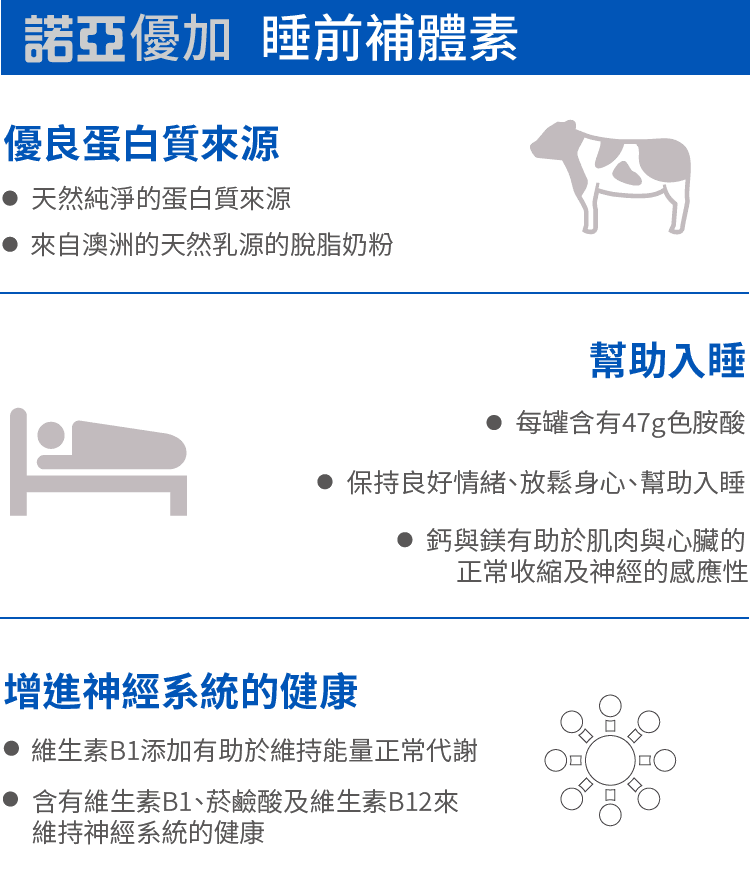 諾亞優加 睡前補體素
優良蛋白質來源
● 天然純淨的蛋白質來源
● 來自澳洲的天然乳源的脫脂奶粉
幫助入睡
● 每罐含有47g色胺酸
● 保持良好情緒、放鬆身心、幫助入睡
● 鈣與鎂有助於肌肉與心臟的
正常收縮及神經的感應性
增進神經系統的健康
● 維生素B1添加有助於維持能量正常代謝
● 含有維生素B1、菸鹼酸及維生素B12來
維持神經系統的健康